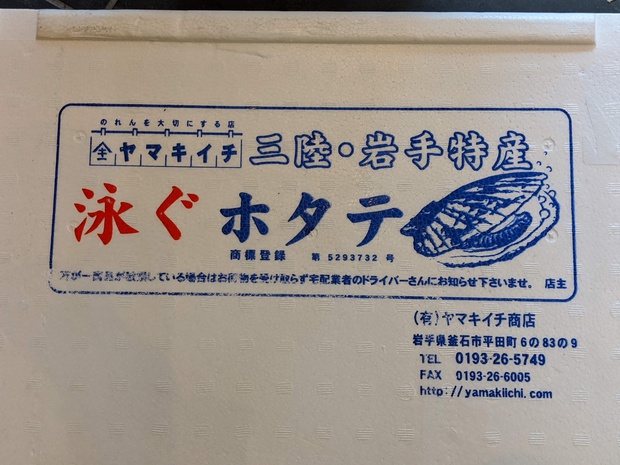 のれんを大切にする店
全 ヤマキイチ 三陸・岩手特産
泳ぐホタテ
商標登録 第5293732号
万が一商品が破損している場合はお荷物を受け取らず宅配業者のドライバーさんにお知らせ下さいませ。 店主
(有)ヤマキイチ商店
岩手県釜石市平田町6の83の9
TEL 0193-26-5749
FAX 0193-26-6005
http://yamakiichi.com